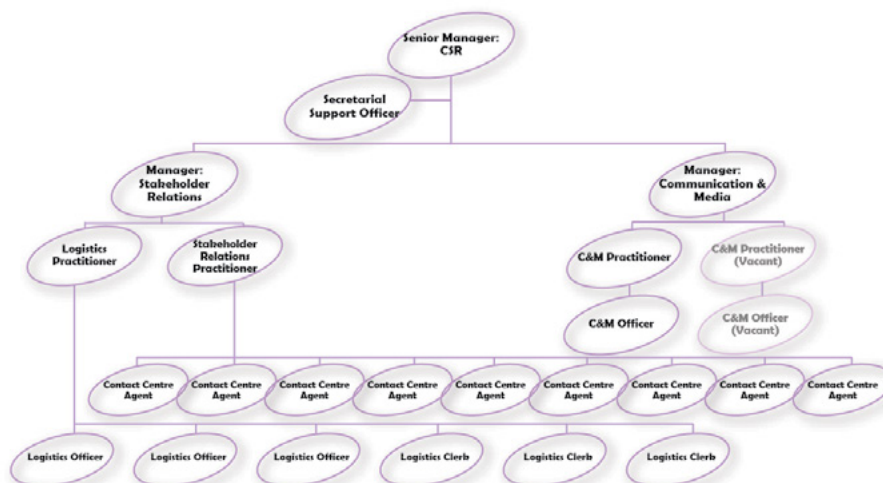 Senior Manager:
CSR
Secretarial
Support Officer
Manager:
Stakeholder
Relations
Manager:
Communication &
Media
Logistics
Practitioner
Stakeholder
Relations
Practitioner
C&M Practitioner
C&M Practitioner
(Vacant)
C&M Officer
C&M Officer
(Vacant)
Contact Centre
Agent
Contact Centre
Agent
Contact Centre
Agent
Contact Centre
Agent
Contact Centre
Agent
Contact Centre
Agent
Contact Centre
Agent
Contact Centre
Agent
Contact Centre
Agent
Logistics Officer
Logistics Officer
Logistics Officer
Logistics Clerk
Logistics Clerk
Logistics Clerk